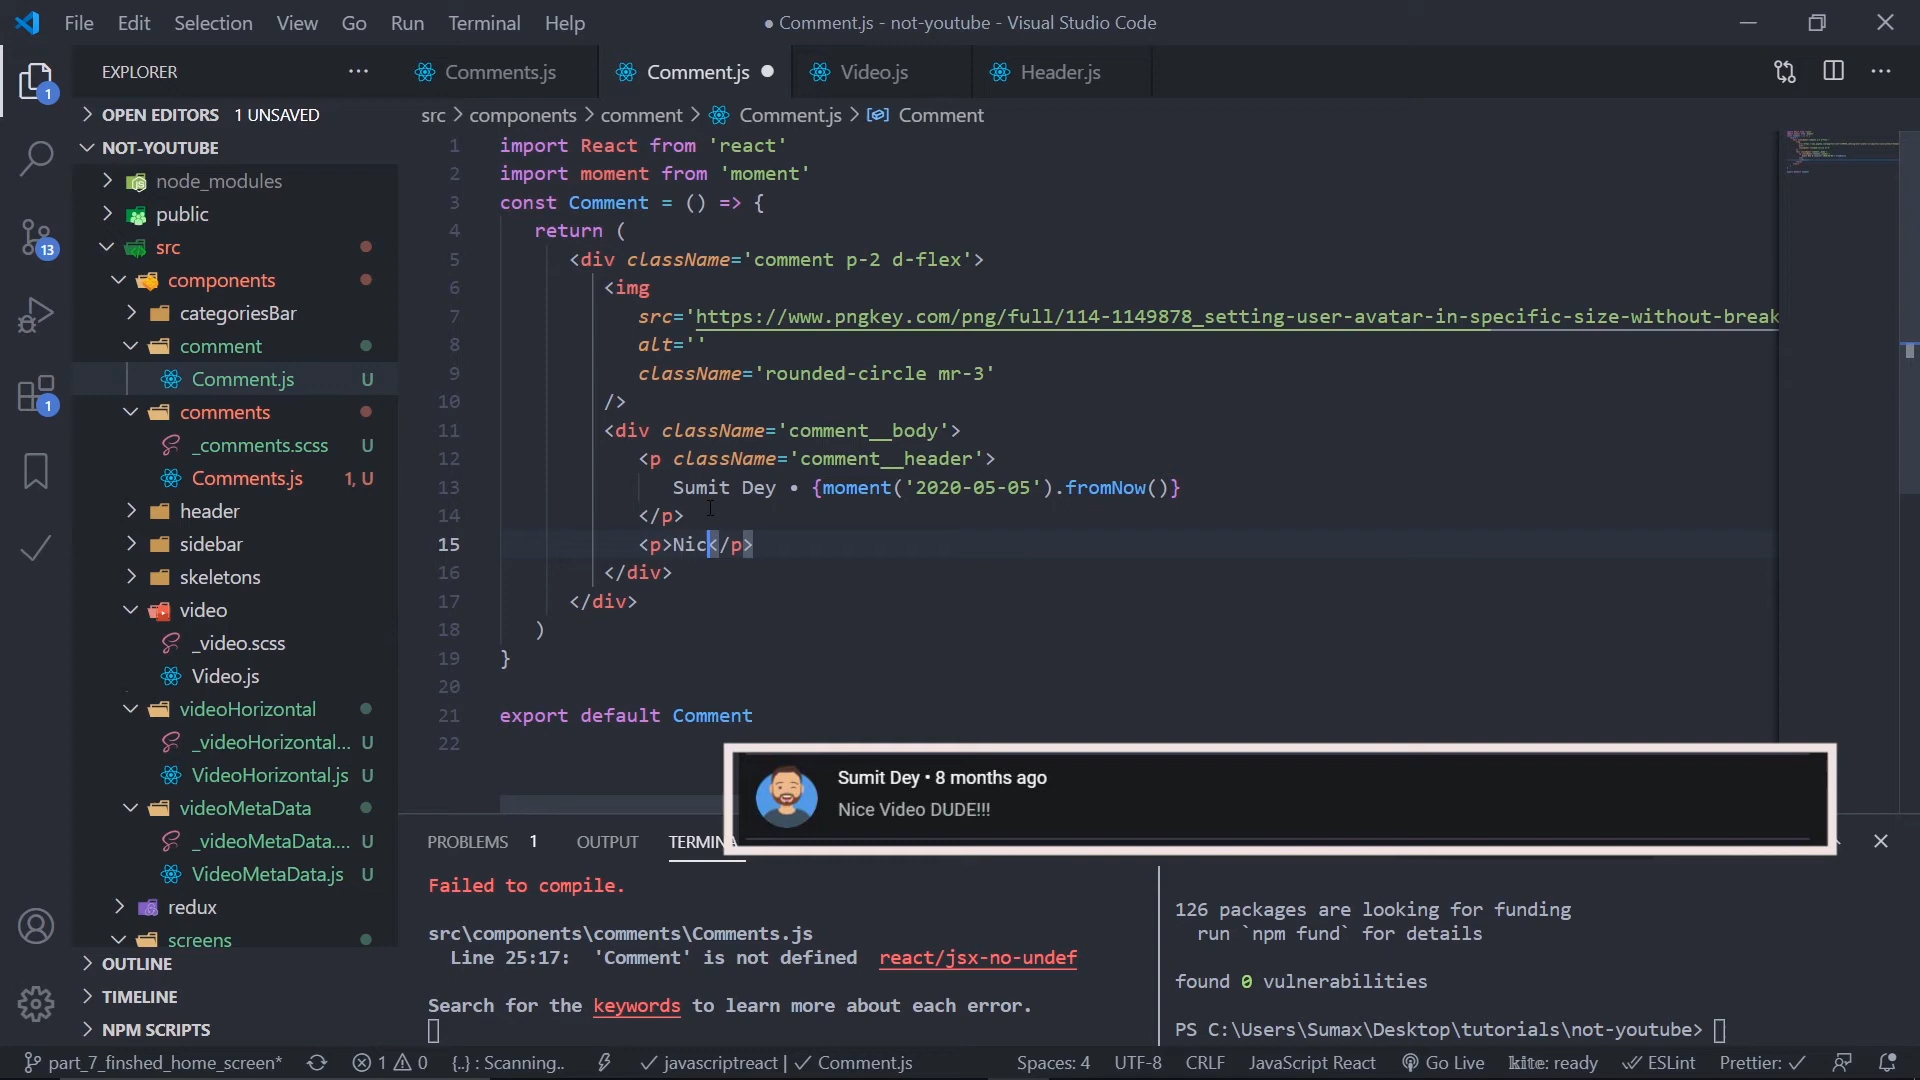 File Edit Selection View Go Run Terminal Help
● Comment.js - not-youtube - Visual Studio Code
EXPLORER
Comments.js
Comment.js
Video.js
Header.js
OPEN EDITORS 1 UNSAVED
src > components > comment > Comment.js > Comment
NOT-YOUTUBE
node_modules
public
src
components
categoriesBar
comment
Comment.js U
comments
_comments.scss U
Comments.js 1, U
header
sidebar
skeletons
video
_video.scss
Video.js
videoHorizontal
_videoHorizontal... U
VideoHorizontal.js U
videoMetaData
_videoMetaData.... U
VideoMetaData.js U
redux
screens
OUTLINE
TIMELINE
NPM SCRIPTS
1
13
1
1 import React from 'react'
2 import moment from 'moment'
3 const Comment = () => {
4 return (
5 <div className='comment p-2 d-flex'>
6 <img
7 src='https://www.pngkey.com/png/full/114-1149878_setting-user-avatar-in-specific-size-without-break
8 alt=''
9 className='rounded-circle mr-3'
10 />
11 <div className='comment__body'>
12 <p className='comment__header'>
13 Sumit Dey • {moment('2020-05-05').fromNow()}
14 </p>
15 <p>Nic</p>
16 </div>
17 </div>
18 )
19 }
20
21 export default Comment
22
Sumit Dey • 8 months ago
Nice Video DUDE!!!
PROBLEMS 1 OUTPUT TERMINA
Failed to compile.
src\components\comments\Comments.js
Line 25:17: 'Comment' is not defined react/jsx-no-undef
Search for the keywords to learn more about each error.
126 packages are looking for funding
run `npm fund` for details
found 0 vulnerabilities
PS C:\Users\Sumax\Desktop\tutorials\not-youtube>
part_7_finshed_home_screen* 1 0 {..} : Scanning.. javascriptreact | Comment.js Spaces: 4 UTF-8 CRLF JavaScript React Go Live kite: ready ESLint Prettier: ✓